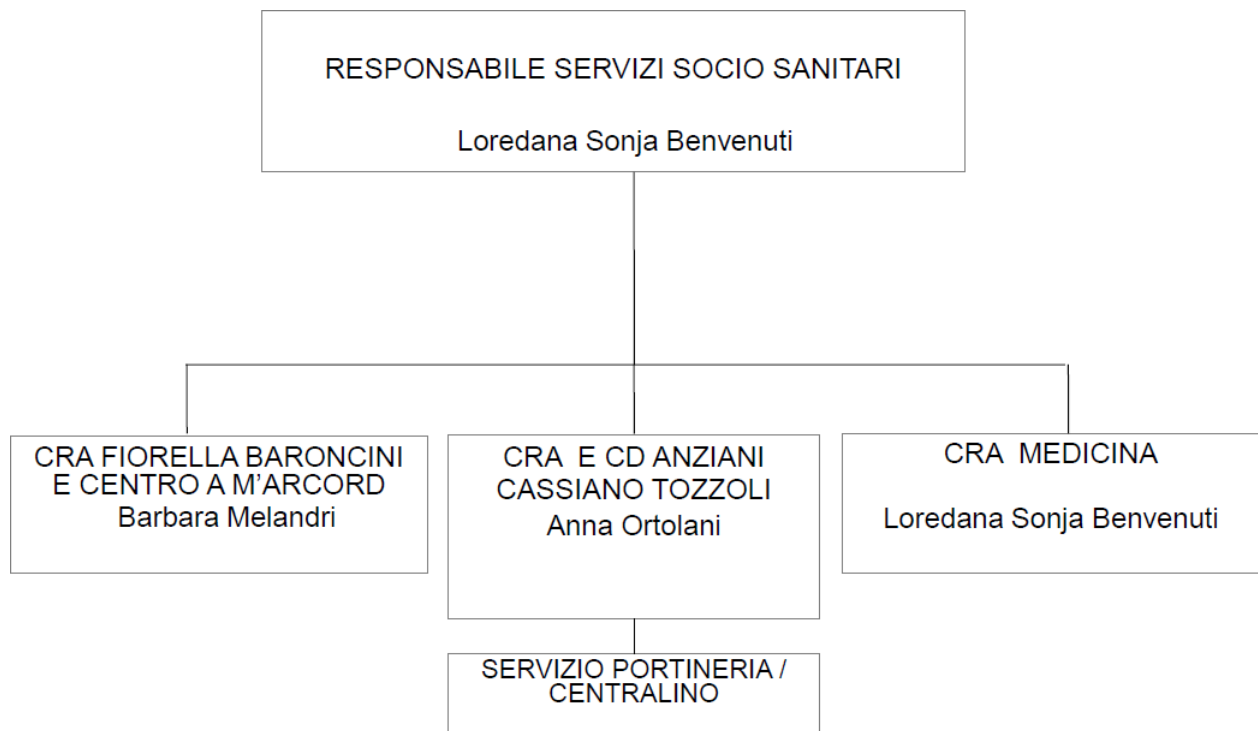 RESPONSABILE SERVIZI SOCIO SANITARI
Loredana Sonja Benvenuti
CRA FIORELLA BARONCINI
E CENTRO A M'ARCORD
Barbara Melandri
CRA E CD ANZIANI
CASSIANO TOZZOLI
Anna Ortolani
CRA MEDICINA
Loredana Sonja Benvenuti
SERVIZIO PORTINERIA /
CENTRALINO